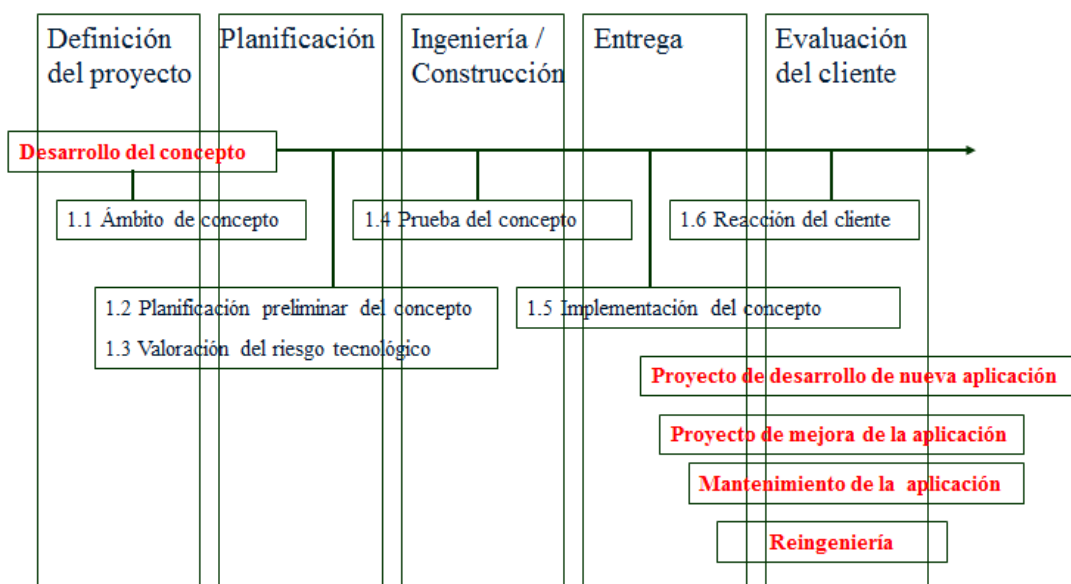 Definición
del proyecto
Planificación
Ingeniería /
Construcción
Entrega
Evaluación
del cliente
Desarrollo del concepto
1.1 Ámbito de concepto
1.4 Prueba del concepto
1.6 Reacción del cliente
1.2 Planificación preliminar del concepto
1.3 Valoración del riesgo tecnológico
1.5 Implementación del concepto
Proyecto de desarrollo de nueva aplicación
Proyecto de mejora de la aplicación
Mantenimiento de la aplicación
Reingeniería